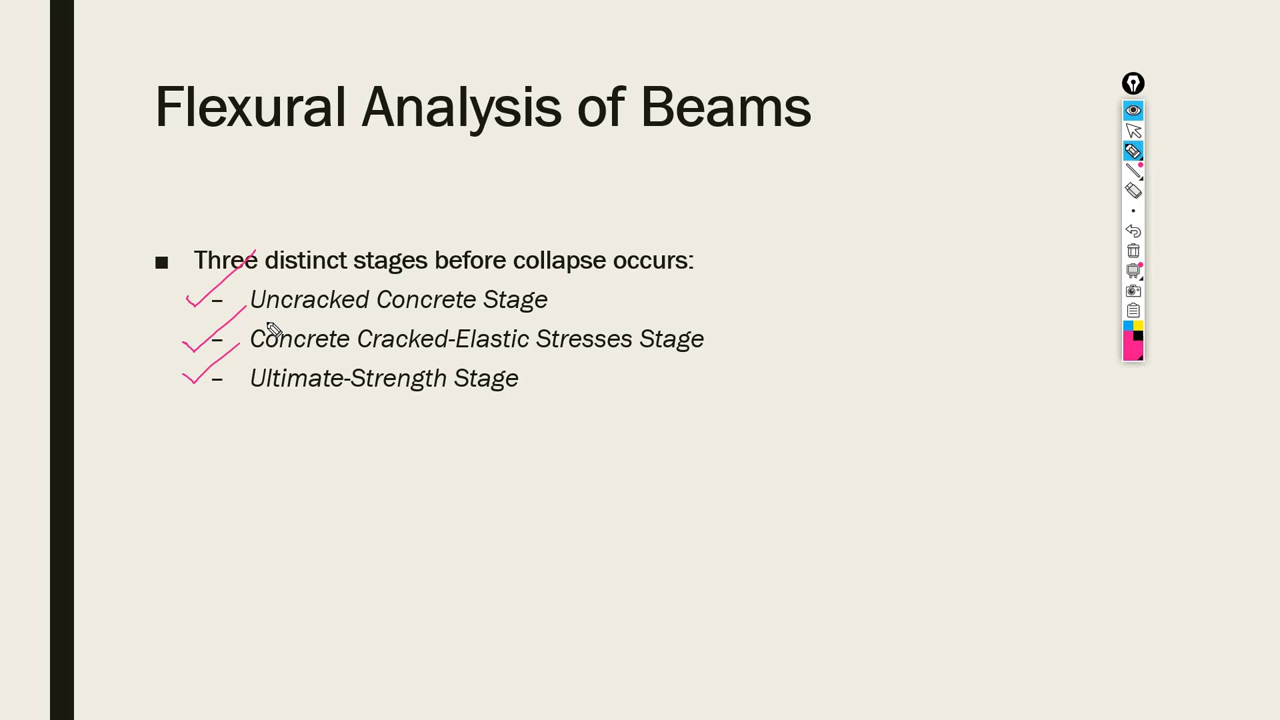 Flexural Analysis of Beams
■ Three distinct stages before collapse occurs:
– Uncracked Concrete Stage
– Concrete Cracked-Elastic Stresses Stage
– Ultimate-Strength Stage